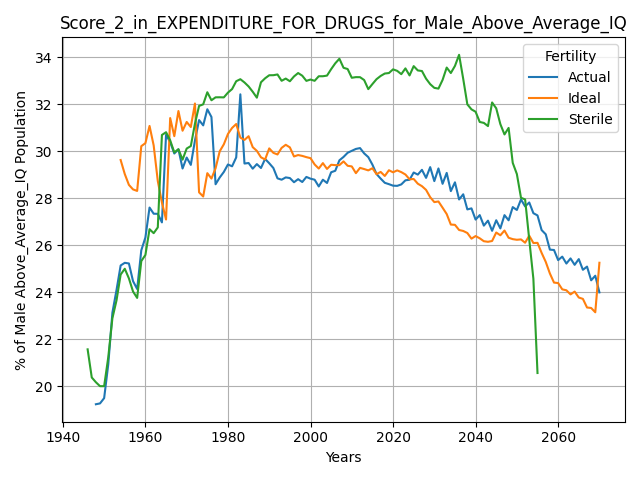 Score_2_in_EXPENDITURE_FOR_DRUGS_for_Male_Above_Average_IQ
% of Male Above_Average_IQ Population
34
32
30
28
26
24
22
20
1940
1960
1980
2000
2020
2040
2060
Years
Fertility
Actual
Ideal
Sterile